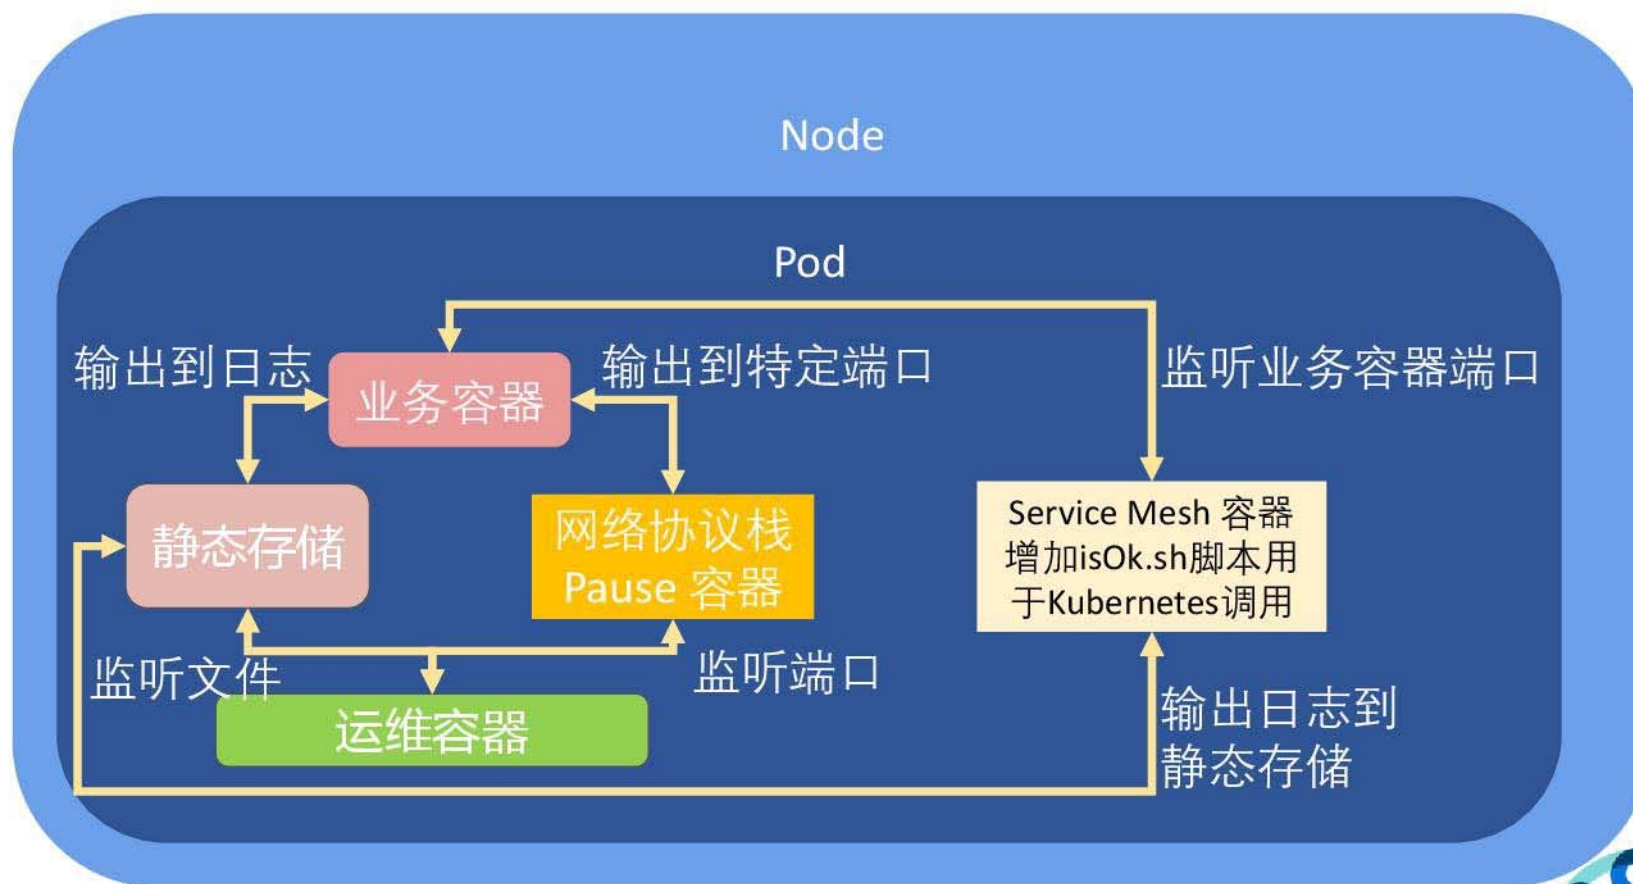 Node
Pod
输出到日志
业务容器
输出到特定端口
监听业务容器端口
静态存储
网络协议栈
Pause 容器
Service Mesh 容器
增加isOk.sh脚本用
于Kubernetes调用
监听文件
监听端口
运维容器
输出日志到
静态存储